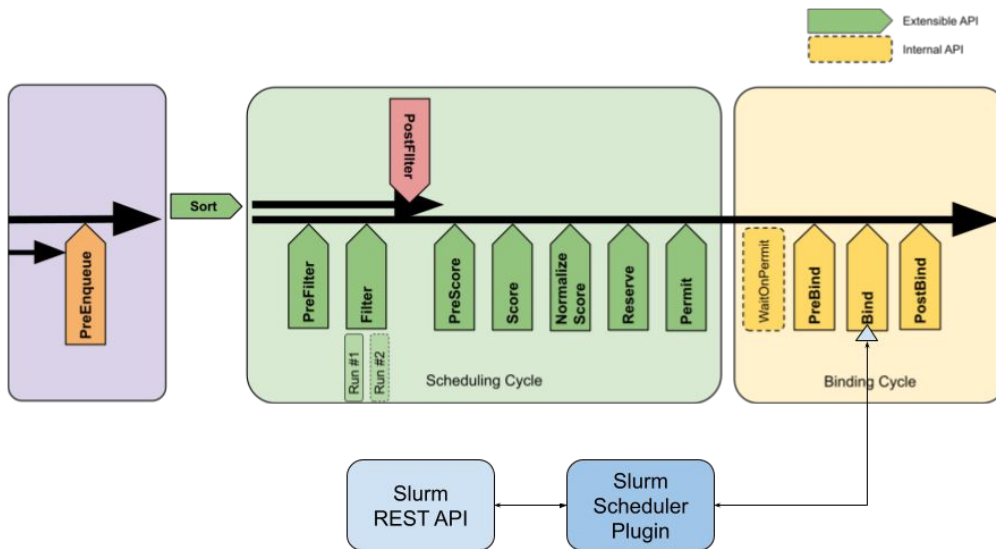 Extensible API
Internal API
PostFIlter
Sort
PreEnqueue
PreFilter
Filter
PreScore
Score
Normalize
Score
Reserve
Permit
WaitOnPermit
PreBind
Bind
PostBind
Run #1
Run #2
Scheduling Cycle
Binding Cycle
Slurm
REST API
Slurm
Scheduler
Plugin